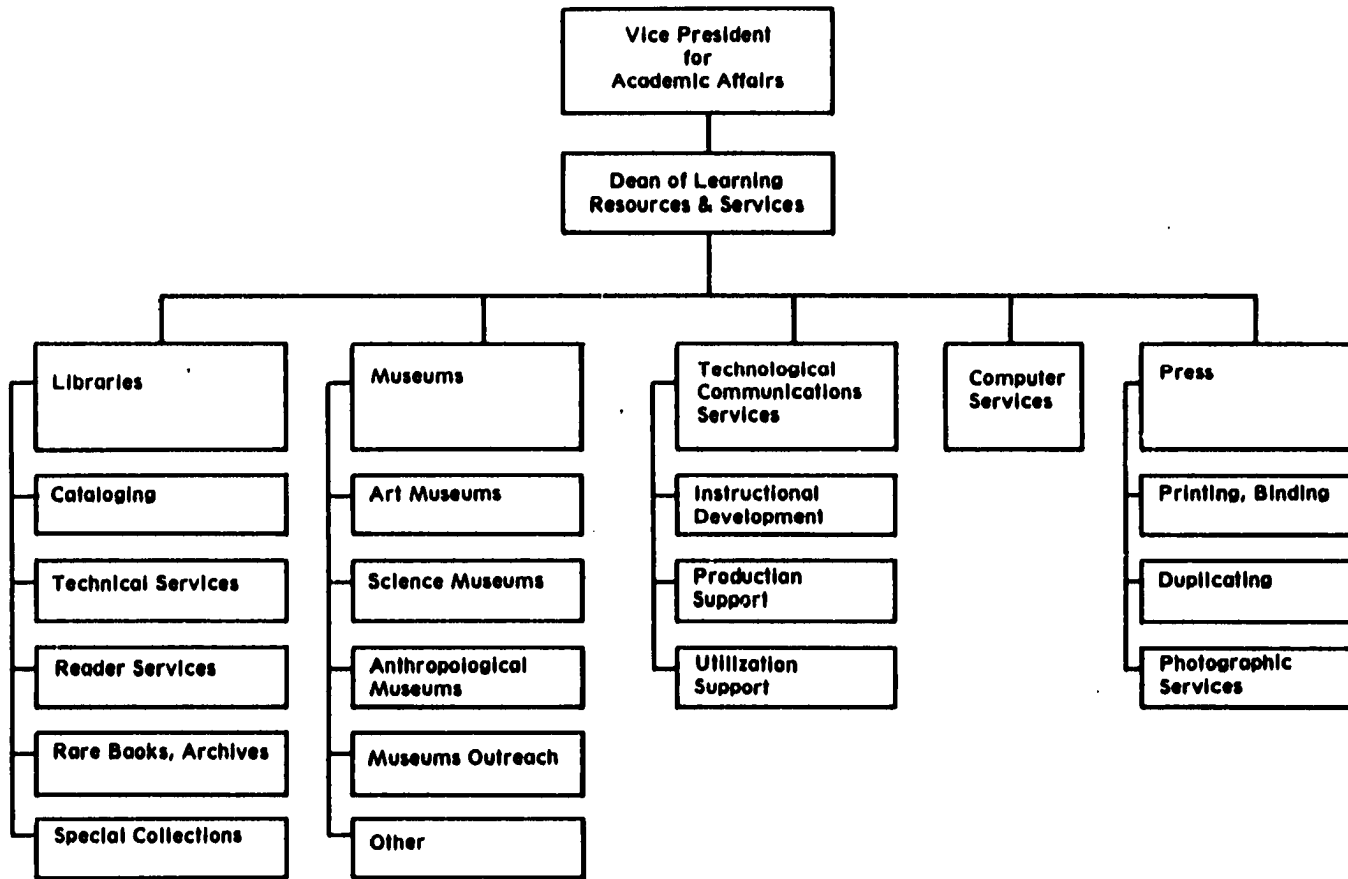 Vice President
for
Academic Affairs
Dean of Learning
Resources & Services
Libraries
Cataloging
Technical Services
Reader Services
Rare Books, Archives
Special Collections
Museums
Art Museums
Science Museums
Anthropological
Museums
Museums Outreach
Other
Technological
Communications
Services
Instructional
Development
Production
Support
Utilization
Support
Computer
Services
Press
Printing, Binding
Duplicating
Photographic
Services